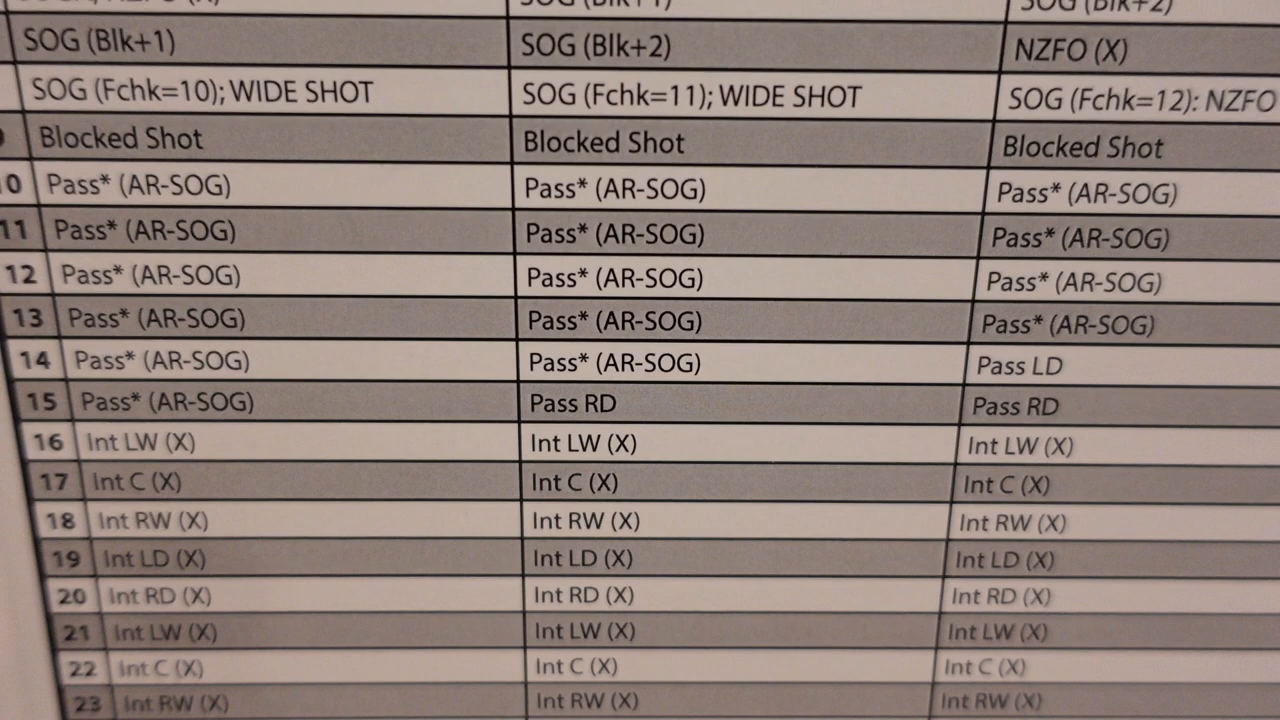 SOG (Blk+1) SOG (Blk+2)
SOG (Blk+1) SOG (Blk+2) NZFO (X)
SOG (Fchk=10); WIDE SHOT SOG (Fchk=11); WIDE SHOT SOG (Fchk=12): NZFO
Blocked Shot Blocked Shot Blocked Shot
10 Pass* (AR-SOG) Pass* (AR-SOG) Pass* (AR-SOG)
11 Pass* (AR-SOG) Pass* (AR-SOG) Pass* (AR-SOG)
12 Pass* (AR-SOG) Pass* (AR-SOG) Pass* (AR-SOG)
13 Pass* (AR-SOG) Pass* (AR-SOG) Pass* (AR-SOG)
14 Pass* (AR-SOG) Pass* (AR-SOG) Pass LD
15 Pass* (AR-SOG) Pass RD Pass RD
16 Int LW (X) Int LW (X) Int LW (X)
17 Int C (X) Int C (X) Int C (X)
18 Int RW (X) Int RW (X) Int RW (X)
19 Int LD (X) Int LD (X) Int LD (X)
20 Int RD (X) Int RD (X) Int RD (X)
21 Int LW (X) Int LW (X) Int LW (X)
22 Int C (X) Int C (X) Int C (X)
23 Int RW (X) Int RW (X) Int RW (X)